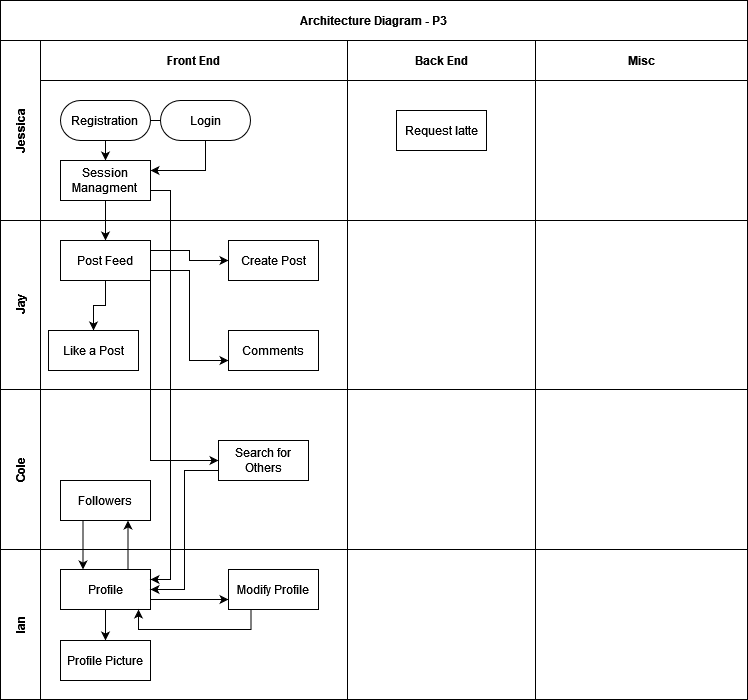 Architecture Diagram - P3
Front End
Back End
Misc
Jessica
Registration
Login
Request latte
Session
Managment
Jay
Post Feed
Create Post
Like a Post
Comments
Cole
Search for
Others
Followers
Ian
Profile
Modify Profile
Profile Picture